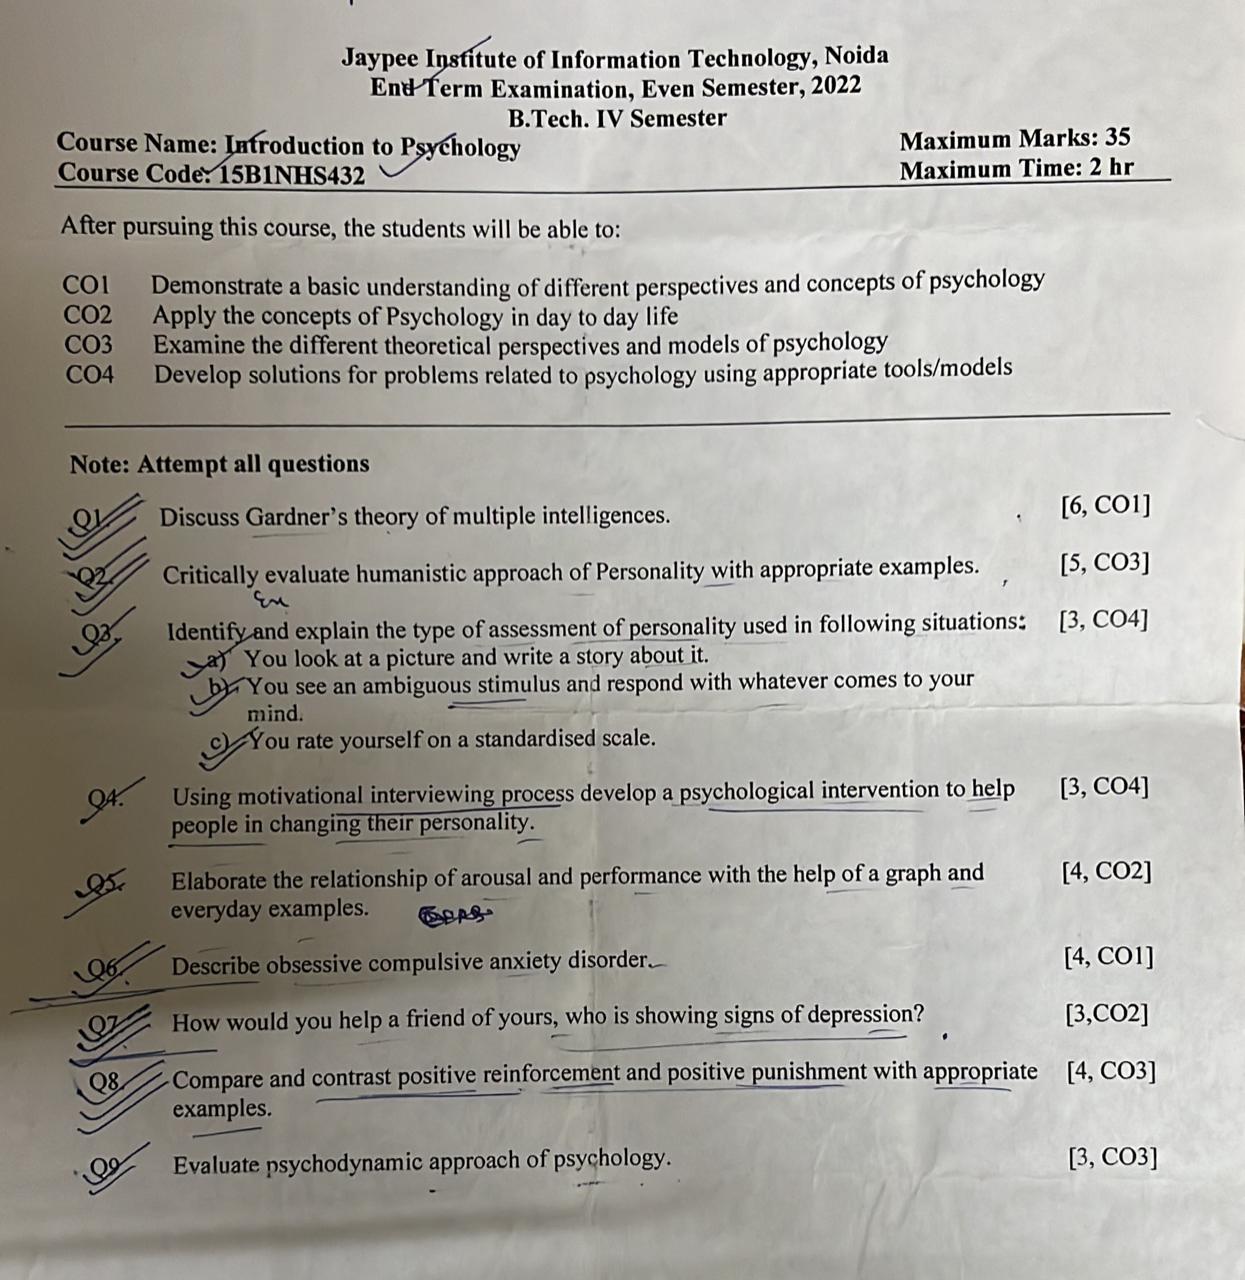 Jaypee Institute of Information Technology, Noida
End Term Examination, Even Semester, 2022
B.Tech. IV Semester
Course Name: Introduction to Psychology Maximum Marks: 35
Course Code: 15B1NHS432 Maximum Time: 2 hr
After pursuing this course, the students will be able to:
CO1 Demonstrate a basic understanding of different perspectives and concepts of psychology
CO2 Apply the concepts of Psychology in day to day life
CO3 Examine the different theoretical perspectives and models of psychology
CO4 Develop solutions for problems related to psychology using appropriate tools/models
Note: Attempt all questions
Q1. Discuss Gardner's theory of multiple intelligences. [6, CO1]
Q2. Critically evaluate humanistic approach of Personality with appropriate examples. [5, CO3]
Q3. Identify and explain the type of assessment of personality used in following situations: [3, CO4]
a) You look at a picture and write a story about it.
b) You see an ambiguous stimulus and respond with whatever comes to your
mind.
c) You rate yourself on a standardised scale.
Q4. Using motivational interviewing process develop a psychological intervention to help [3, CO4]
people in changing their personality.
Q5. Elaborate the relationship of arousal and performance with the help of a graph and [4, CO2]
everyday examples.
Q6. Describe obsessive compulsive anxiety disorder. [4, CO1]
Q7. How would you help a friend of yours, who is showing signs of depression? [3,CO2]
Q8. Compare and contrast positive reinforcement and positive punishment with appropriate [4, CO3]
examples.
Q9. Evaluate psychodynamic approach of psychology. [3, CO3]